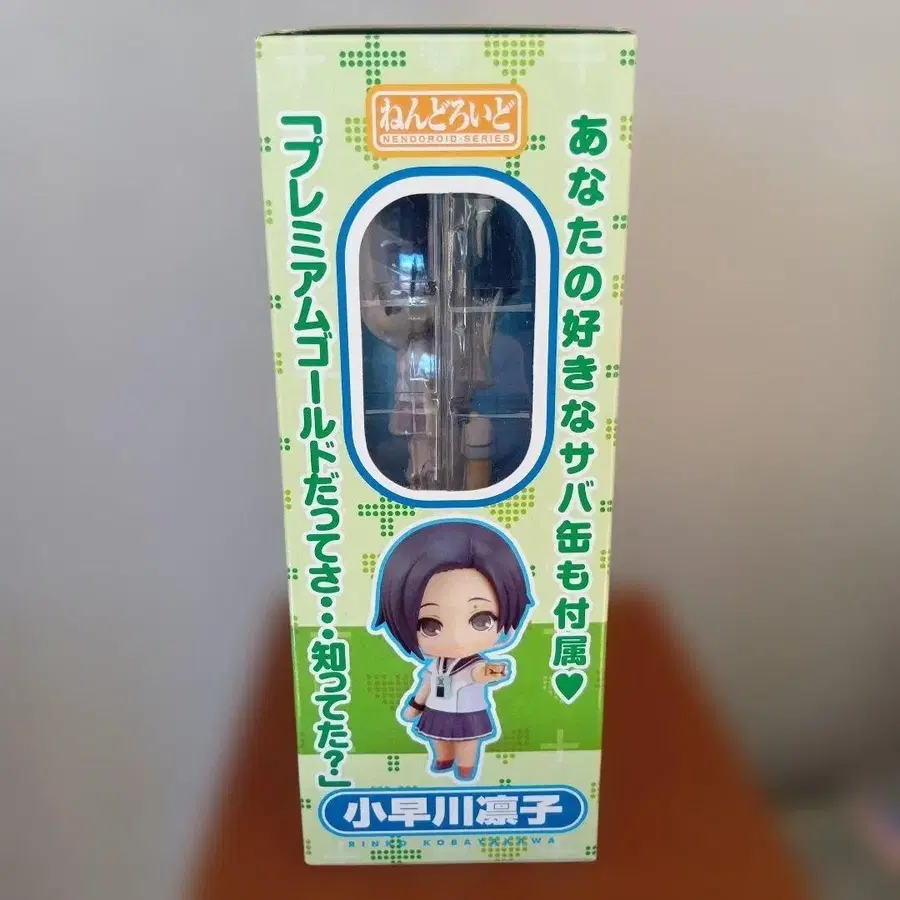 ねんどろいど
NENDOROID・SERIES
あなたの好きなサバ缶も付属♥
「プレミアムゴールドだってさ…知ってた？」
小早川凛子
RINKO KOBAYAKAWA